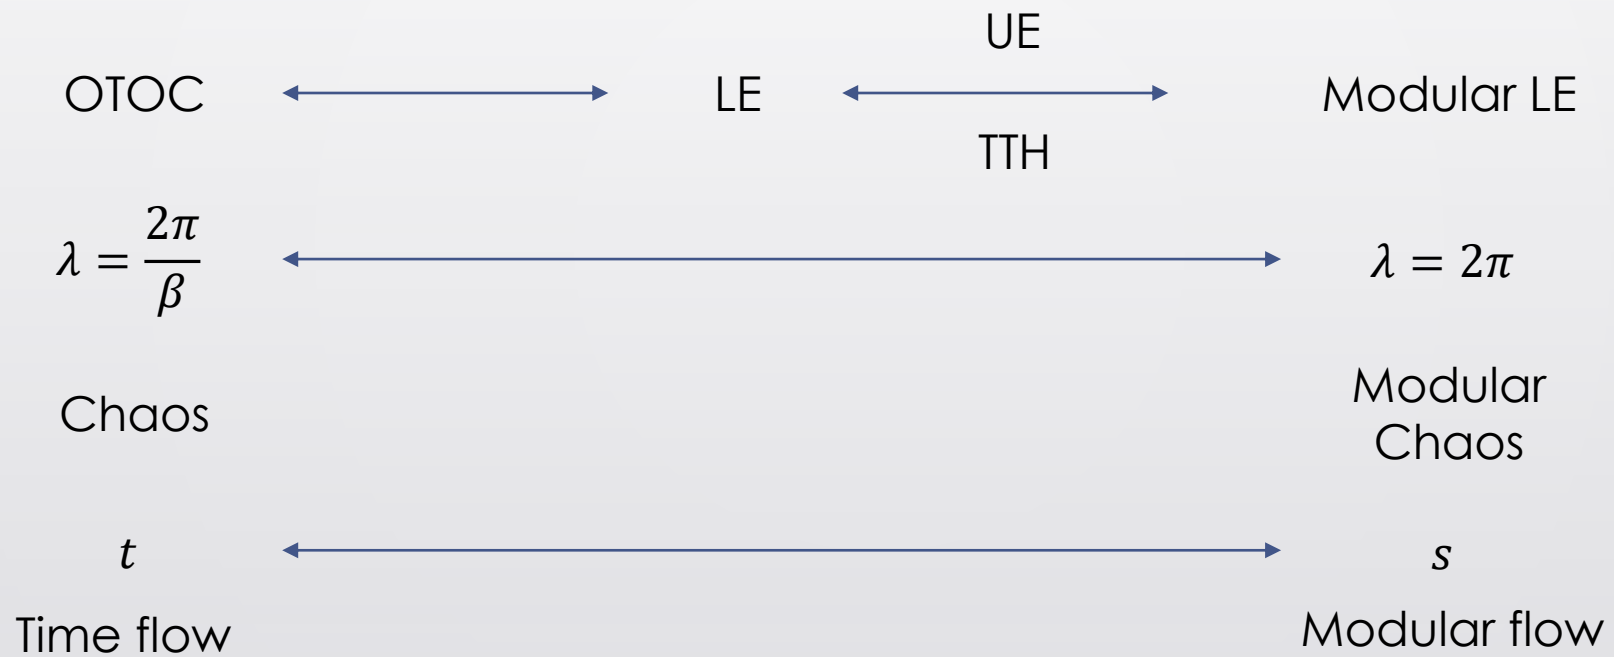 UE
OTOC LE Modular LE
TTH
λ = 2π/β λ = 2π
Chaos Modular
Chaos
t s
Time flow Modular flow